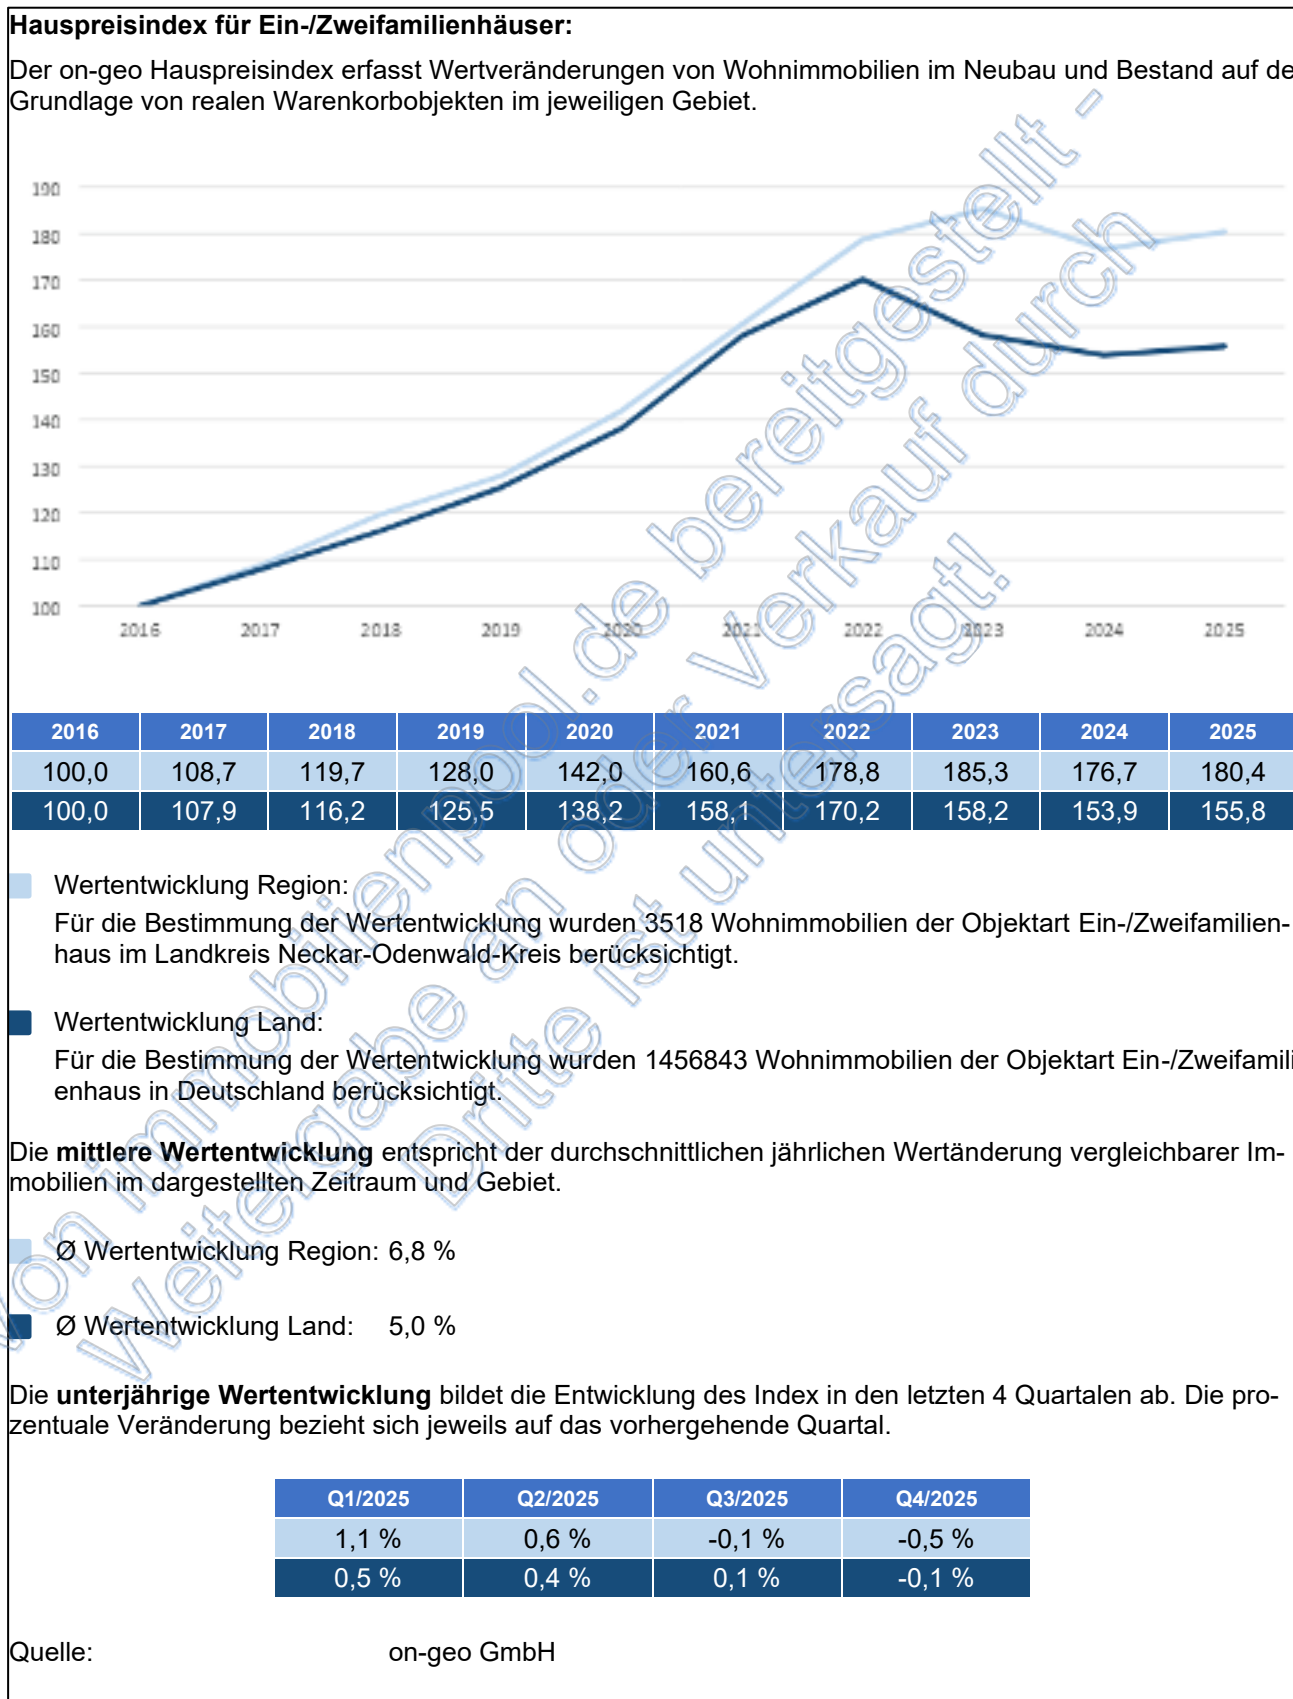 Hauspreisindex für Ein-/Zweifamilienhäuser:
Der on-geo Hauspreisindex erfasst Wertveränderungen von Wohnimmobilien im Neubau und Bestand auf de
Grundlage von realen Warenkorbobjekten im jeweiligen Gebiet.
190
180
170
160
150
140
130
120
110
100
2016 2017 2018 2019 2020 2021 2022 2023 2024 2025
2016 2017 2018 2019 2020 2021 2022 2023 2024 2025
100,0 108,7 119,7 128,0 142,0 160,6 178,8 185,3 176,7 180,4
100,0 107,9 116,2 125,5 138,2 158,1 170,2 158,2 153,9 155,8
Wertentwicklung Region:
Für die Bestimmung der Wertentwicklung wurden 3518 Wohnimmobilien der Objektart Ein-/Zweifamilien-
haus im Landkreis Neckar-Odenwald-Kreis berücksichtigt.
Wertentwicklung Land:
Für die Bestimmung der Wertentwicklung wurden 1456843 Wohnimmobilien der Objektart Ein-/Zweifamili
enhaus in Deutschland berücksichtigt.
Die mittlere Wertentwicklung entspricht der durchschnittlichen jährlichen Wertänderung vergleichbarer Im-
mobilien im dargestellten Zeitraum und Gebiet.
Ø Wertentwicklung Region: 6,8 %
Ø Wertentwicklung Land: 5,0 %
Die unterjährige Wertentwicklung bildet die Entwicklung des Index in den letzten 4 Quartalen ab. Die pro-
zentuale Veränderung bezieht sich jeweils auf das vorhergehende Quartal.
Q1/2025 Q2/2025 Q3/2025 Q4/2025
1,1 % 0,6 % -0,1 % -0,5 %
0,5 % 0,4 % 0,1 % -0,1 %
Quelle: on-geo GmbH
von immobilienpool.de bereitgestellt -
Weitergabe an oder Verkauf durch
Dritte ist untersagt!